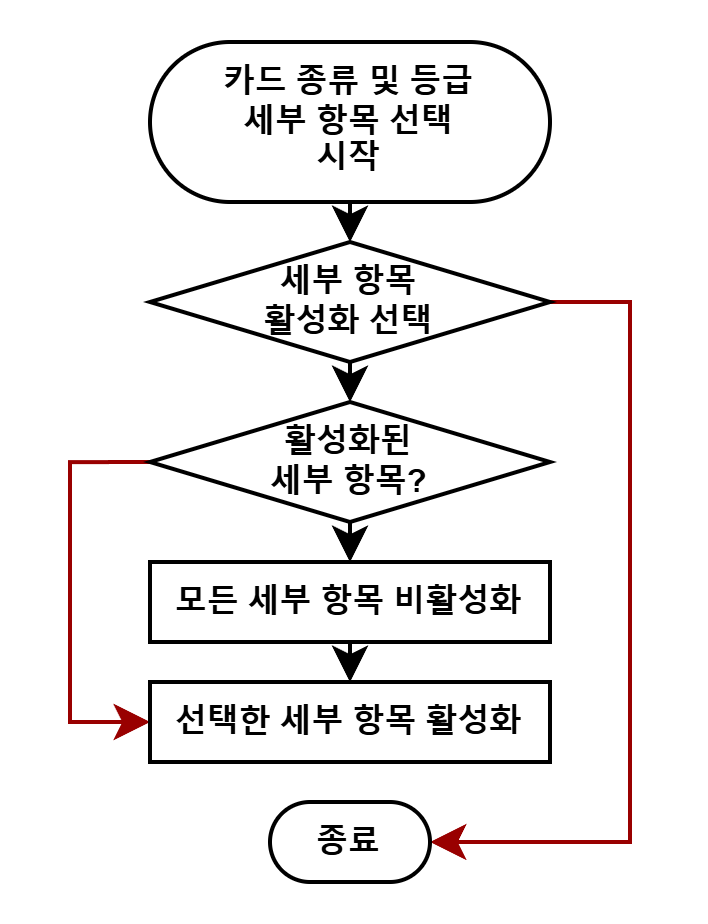 카드 종류 및 등급
세부 항목 선택
시작
세부 항목
활성화 선택
활성화된
세부 항목?
모든 세부 항목 비활성화
선택한 세부 항목 활성화
종료